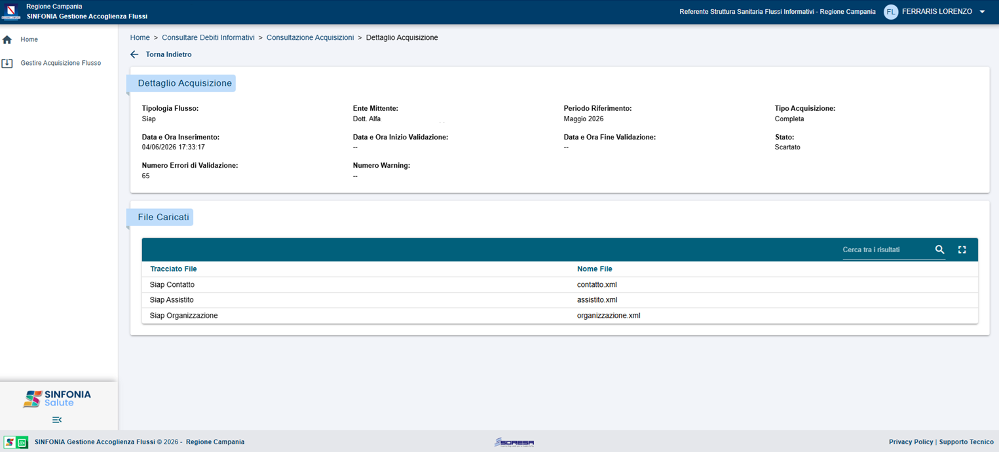 Regione Campania
SINFONIA Gestione Accoglienza Flussi
Referente Struttura Sanitaria Flussi Informativi - Regione Campania
FL
FERRARIS LORENZO
Home
Gestire Acquisizione Flusso
Home > Consultare Debiti Informativi > Consultazione Acquisizioni > Dettaglio Acquisizione
Torna Indietro
Dettaglio Acquisizione
Tipologia Flusso:
Siap
Ente Mittente:
Dott. Alfa
Periodo Riferimento:
Maggio 2026
Tipo Acquisizione:
Completa
Data e Ora Inserimento:
04/06/2026 17:33:17
Data e Ora Inizio Validazione:
--
Data e Ora Fine Validazione:
--
Stato:
Scartato
Numero Errori di Validazione:
65
Numero Warning:
--
File Caricati
Cerca tra i risultati
Tracciato File Nome File
Siap Contatto contatto.xml
Siap Assistito assistito.xml
Siap Organizzazione organizzazione.xml
SINFONIA
Salute
SINFONIA Gestione Accoglienza Flussi © 2026 - Regione Campania
SORESA
Privacy Policy | Supporto Tecnico